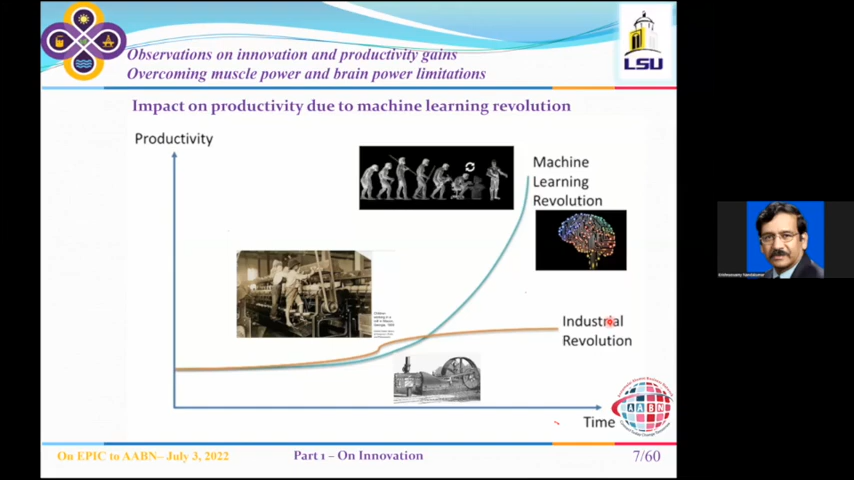 Observations on innovation and productivity gains
Overcoming muscle power and brain power limitations
LSU
Impact on productivity due to machine learning revolution
Productivity
Machine
Learning
Revolution
Industrial
Revolution
Time
AABN
On EPIC to AABN– July 3, 2022
Part 1 – On Innovation
7/60